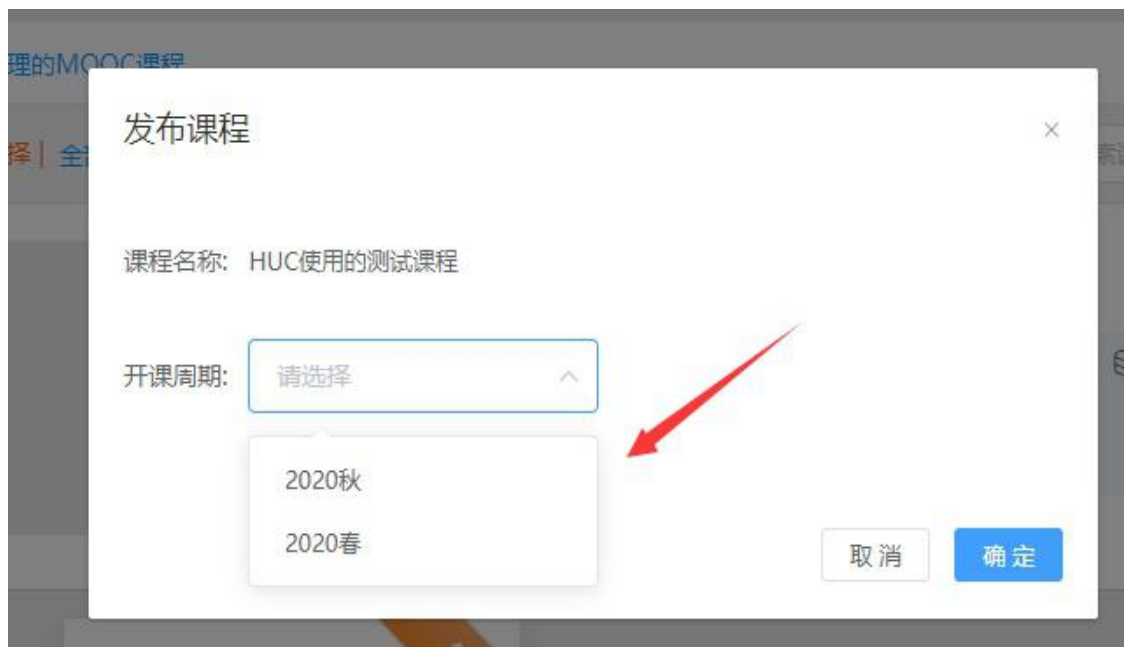 理的MOOC课程
发布课程
择 | 全
课程名称: HUC使用的测试课程
开课周期: 请选择
2020秋
2020春
取消 确定